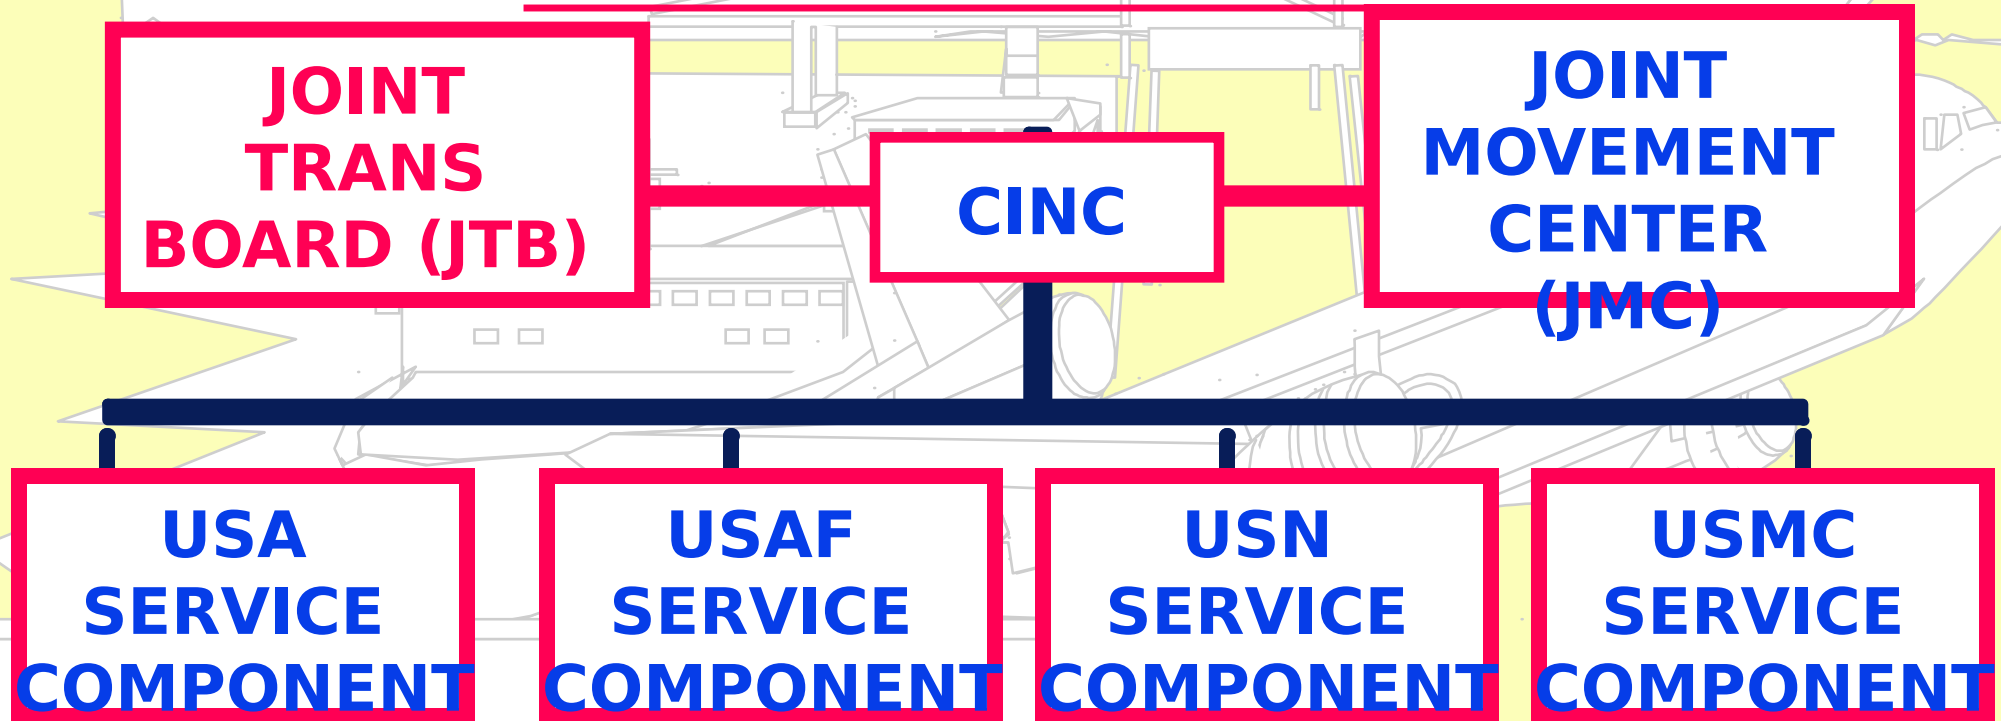 JOINT
TRANS
BOARD (JTB)
CINC
JOINT
MOVEMENT
CENTER
(JMC)
USA
SERVICE
COMPONENT
USAF
SERVICE
COMPONENT
USN
SERVICE
COMPONENT
USMC
SERVICE
COMPONENT